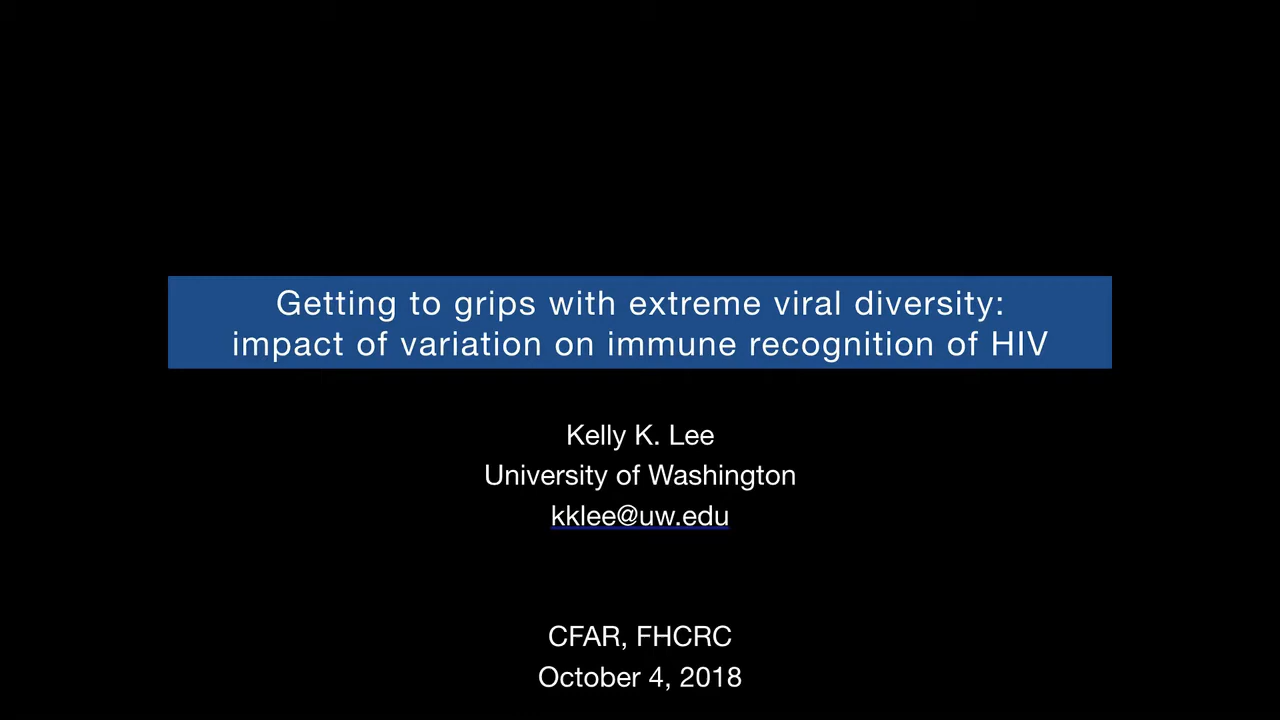 Getting to grips with extreme viral diversity:
impact of variation on immune recognition of HIV
Kelly K. Lee
University of Washington
kklee@uw.edu
CFAR, FHCRC
October 4, 2018